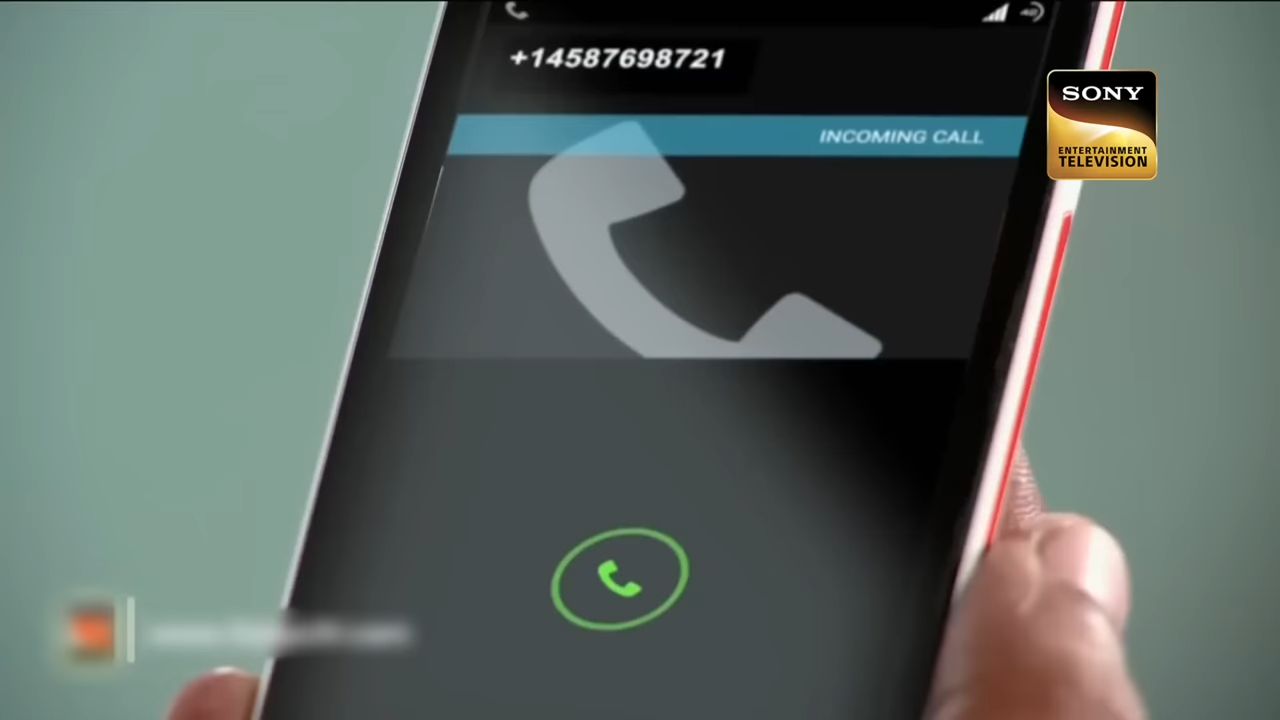 +14587698721
INCOMING CALL
SONY
ENTERTAINMENT
TELEVISION